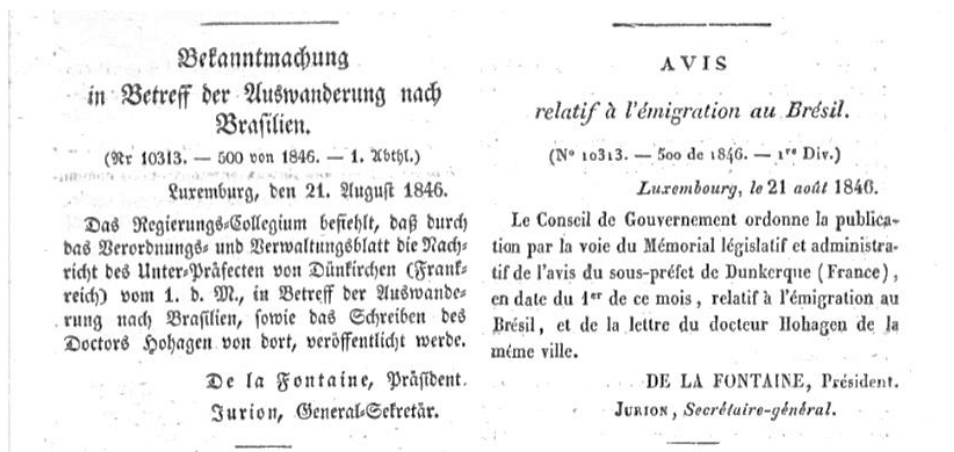 Bekanntmachung
in Betreff der Auswanderung nach
Brasilien.
(Nr 10313. — 500 von 1846. — 1. Abthl.)
Luxemburg, den 21. August 1846.
Das Regierungs-Collegium befiehlt, daß durch
das Verordnungs- und Verwaltungsblatt die Nach-
richt des Unter-Präfecten von Dünkirchen (Frank-
reich) vom 1. d. M., in Betreff der Auswande-
rung nach Brasilien, sowie das Schreiben des
Doctors Hohagen von dort, veröffentlicht werde.
De la Fontaine, Präsident.
Jurion, General-Sekretär.
AVIS
relatif à l'émigration au Brésil.
(N° 10313. — 500 de 1846. — 1re Div.)
Luxembourg, le 21 août 1846.
Le Conseil de Gouvernement ordonne la publica-
tion par la voie du Mémorial législatif et administra-
tif de l'avis du sous-préfet de Dunkerque (France),
en date du 1er de ce mois, relatif à l'émigration au
Brésil, et de la lettre du docteur Hohagen de la
même ville.
DE LA FONTAINE, Président.
JURION, Secrétaire-général.